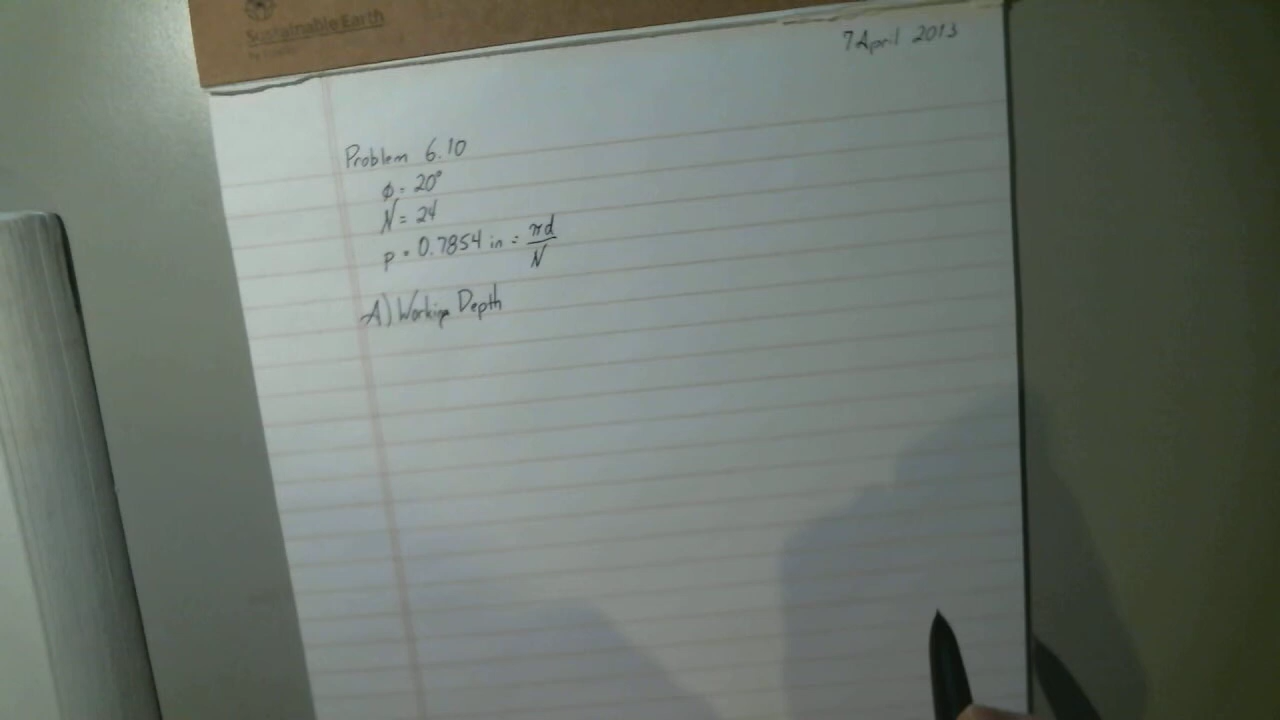 Sustainable Earth
7 April 2013
Problem 6.10
φ = 20°
N = 24
p = 0.7854 in = πd/N
A) Working Depth